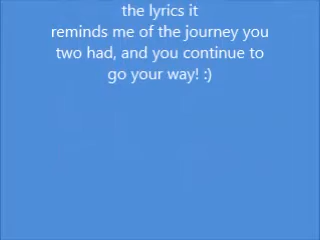 the lyrics it
reminds me of the journey you
two had, and you continue to
go your way! :)